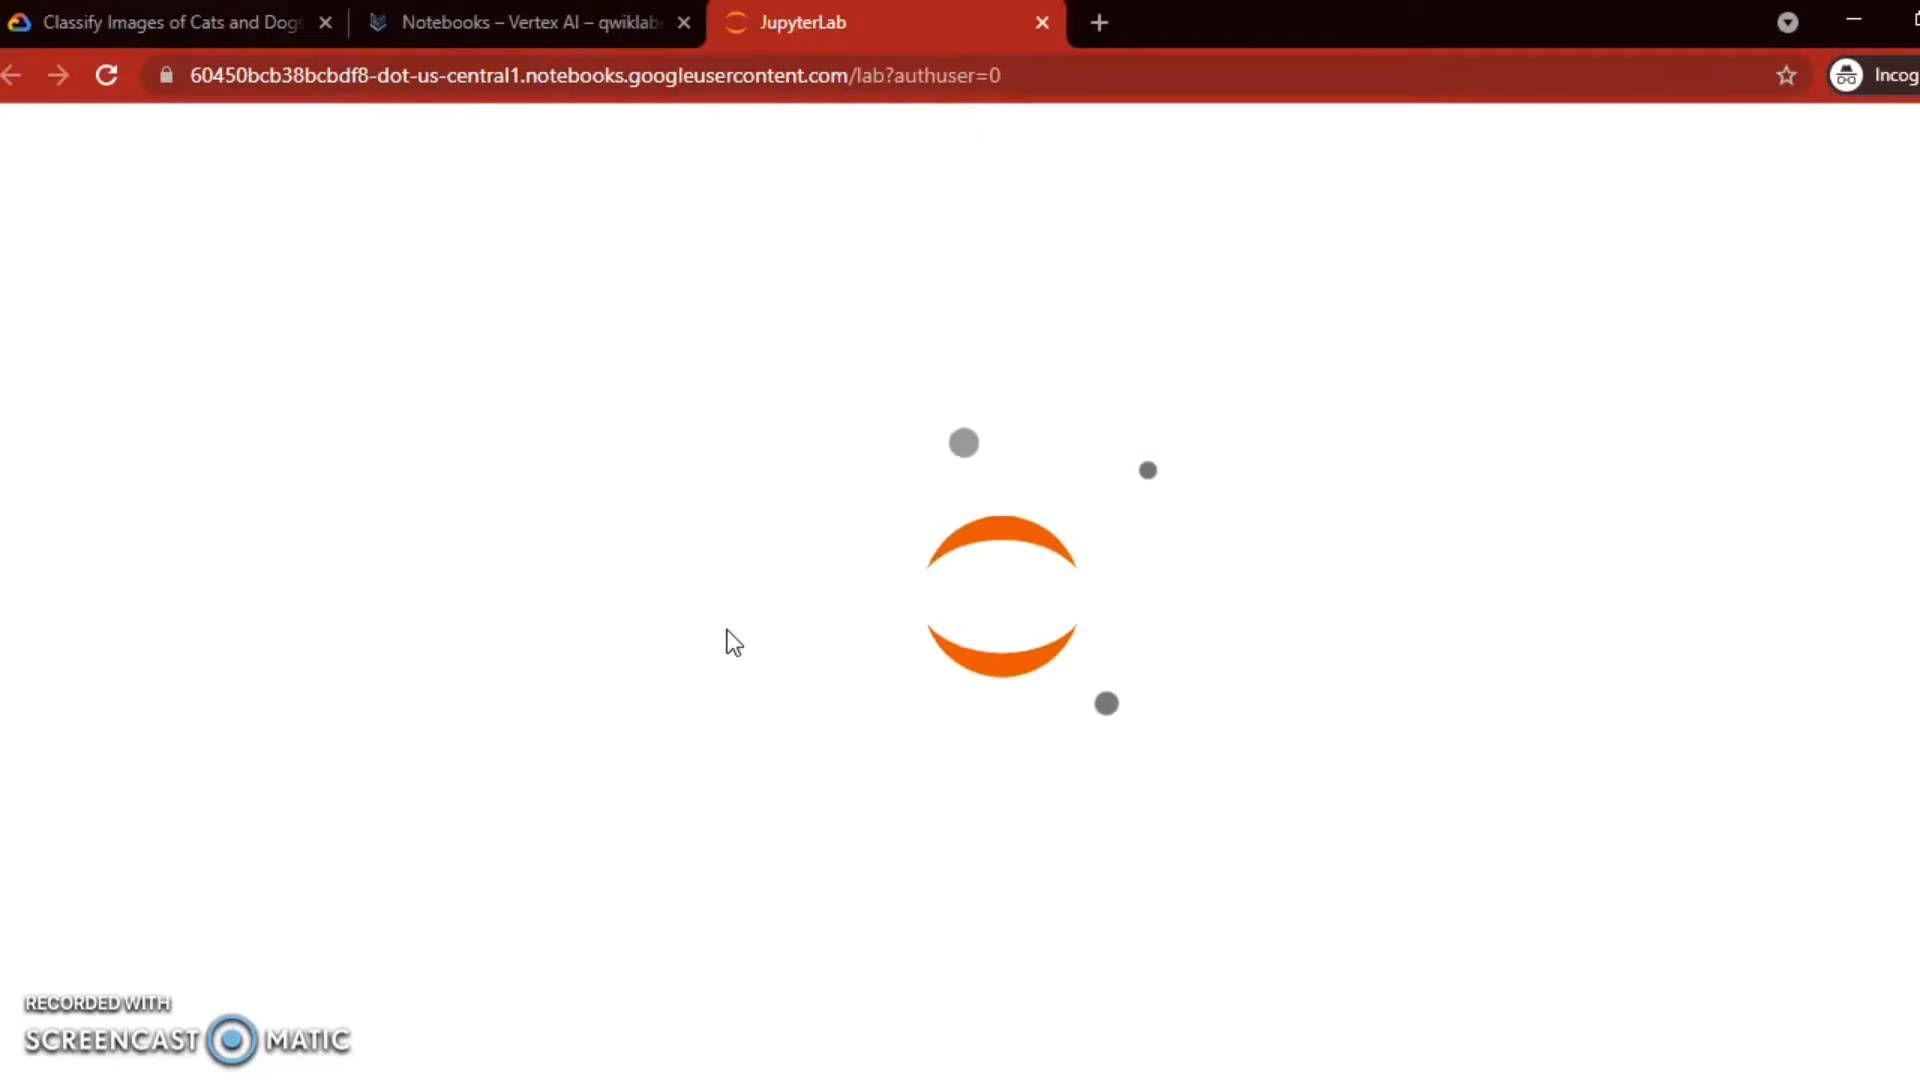 Classify Images of Cats and Dogs
Notebooks – Vertex AI – qwiklab
JupyterLab
60450bcb38bcbdf8-dot-us-central1.notebooks.googleusercontent.com/lab?authuser=0
Incog
RECORDED WITH
SCREENCAST MATIC